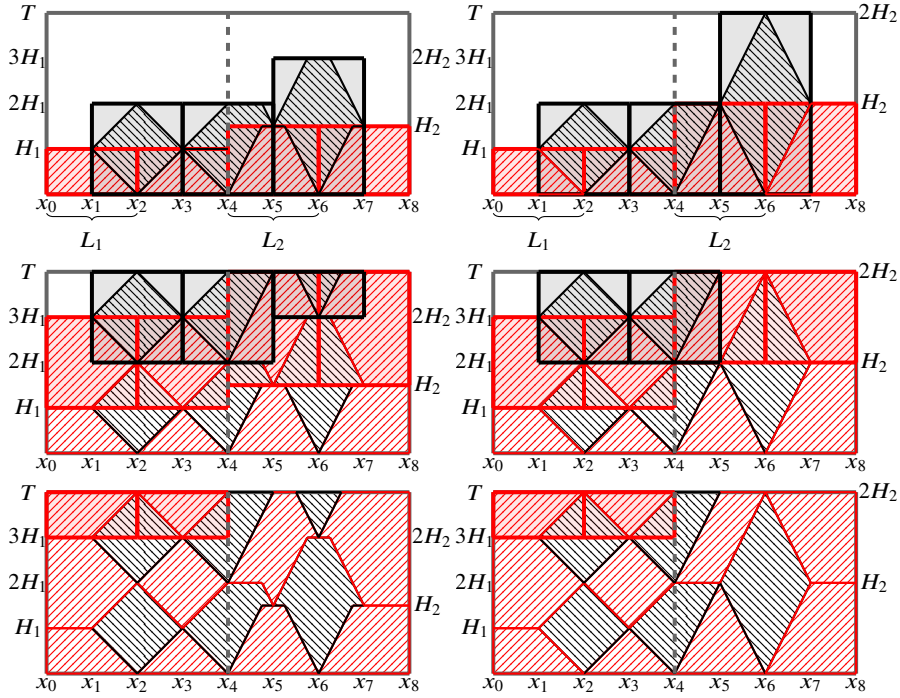 T T 2H₂
3H₁ 2H₂ 3H₁
2H₁ 2H₁ H₂
H₁ H₂ H₁
x₀ x₁ x₂ x₃ x₄ x₅ x₆ x₇ x₈ x₀ x₁ x₂ x₃ x₄ x₅ x₆ x₇ x₈
L₁ L₂ L₁ L₂
T T 2H₂
3H₁ 2H₂ 3H₁
2H₁ 2H₁ H₂
H₁ H₂ H₁
x₀ x₁ x₂ x₃ x₄ x₅ x₆ x₇ x₈ x₀ x₁ x₂ x₃ x₄ x₅ x₆ x₇ x₈
T T 2H₂
3H₁ 2H₂ 3H₁
2H₁ 2H₁ H₂
H₁ H₂ H₁
x₀ x₁ x₂ x₃ x₄ x₅ x₆ x₇ x₈ x₀ x₁ x₂ x₃ x₄ x₅ x₆ x₇ x₈